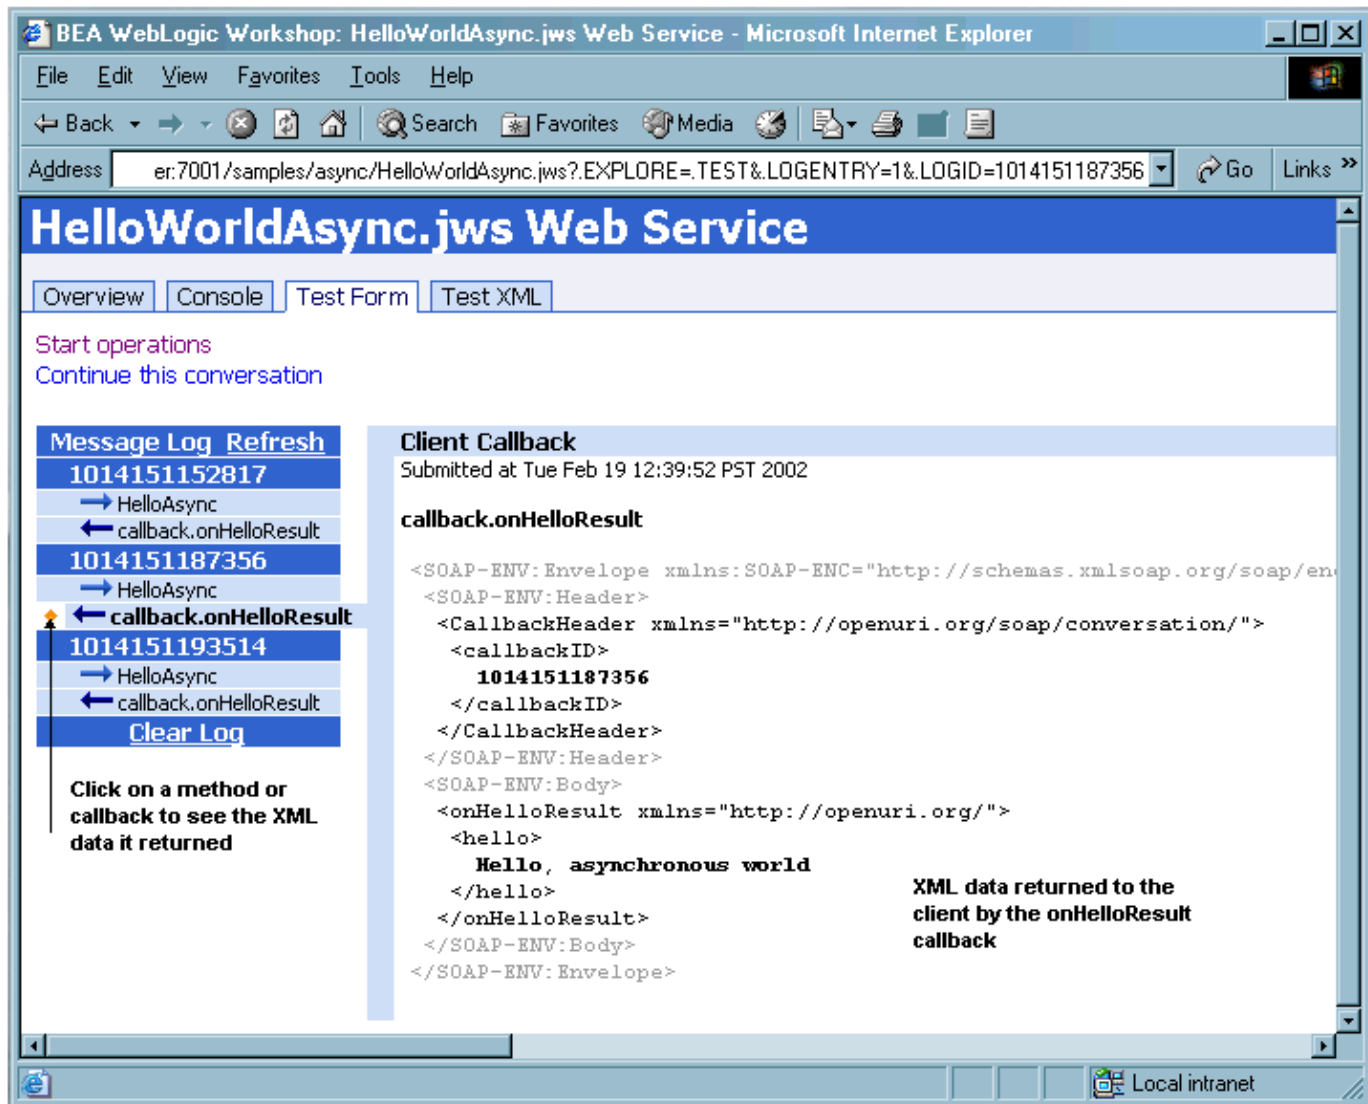 BEA WebLogic Workshop: HelloWorldAsync.jws Web Service - Microsoft Internet Explorer
File Edit View Favorites Tools Help
Back Search Favorites Media
Address er:7001/samples/async/HelloWorldAsync.jws?.EXPLORE=.TEST&.LOGENTRY=1&.LOGID=1014151187356 Go Links »
HelloWorldAsync.jws Web Service
Overview Console Test Form Test XML
Start operations
Continue this conversation
Message Log Refresh
1014151152817
HelloAsync
callback.onHelloResult
1014151187356
HelloAsync
callback.onHelloResult
1014151193514
HelloAsync
callback.onHelloResult
Clear Log
Click on a method or
callback to see the XML
data it returned
Client Callback
Submitted at Tue Feb 19 12:39:52 PST 2002
callback.onHelloResult
<SOAP-ENV:Envelope xmlns:SOAP-ENC="http://schemas.xmlsoap.org/soap/en
<SOAP-ENV:Header>
<CallbackHeader xmlns="http://openuri.org/soap/conversation/">
<callbackID>
1014151187356
</callbackID>
</CallbackHeader>
</SOAP-ENV:Header>
<SOAP-ENV:Body>
<onHelloResult xmlns="http://openuri.org/">
<hello>
Hello, asynchronous world
</hello>
</onHelloResult>
</SOAP-ENV:Body>
</SOAP-ENV:Envelope>
XML data returned to the
client by the onHelloResult
callback
Local intranet